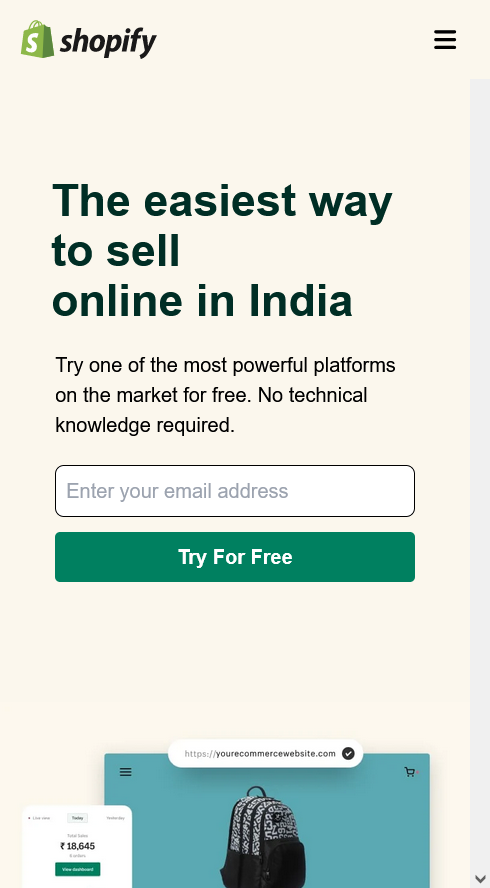 shopify
The easiest way
to sell
online in India
Try one of the most powerful platforms
on the market for free. No technical
knowledge required.
Enter your email address
Try For Free
https://yourecommercewebsite.com
Live view Today Yesterday
Total Sales
₹ 18,645
6 orders
View dashboard